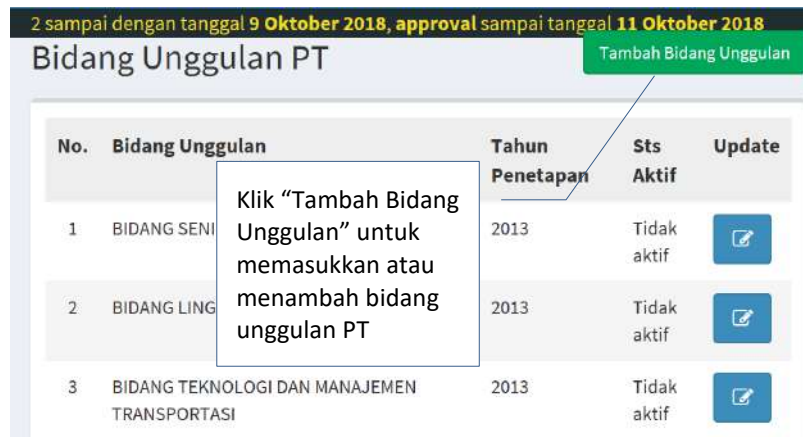 2 sampai dengan tanggal 9 Oktober 2018, approval sampai tanggal 11 Oktober 2018
Bidang Unggulan PT
Tambah Bidang Unggulan
No. Bidang Unggulan Tahun Penetapan Sts Aktif Update
1 BIDANG SENI 2013 Tidak aktif
2 BIDANG LING 2013 Tidak aktif
3 BIDANG TEKNOLOGI DAN MANAJEMEN TRANSPORTASI 2013 Tidak aktif
Klik “Tambah Bidang
Unggulan” untuk
memasukkan atau
menambah bidang
unggulan PT